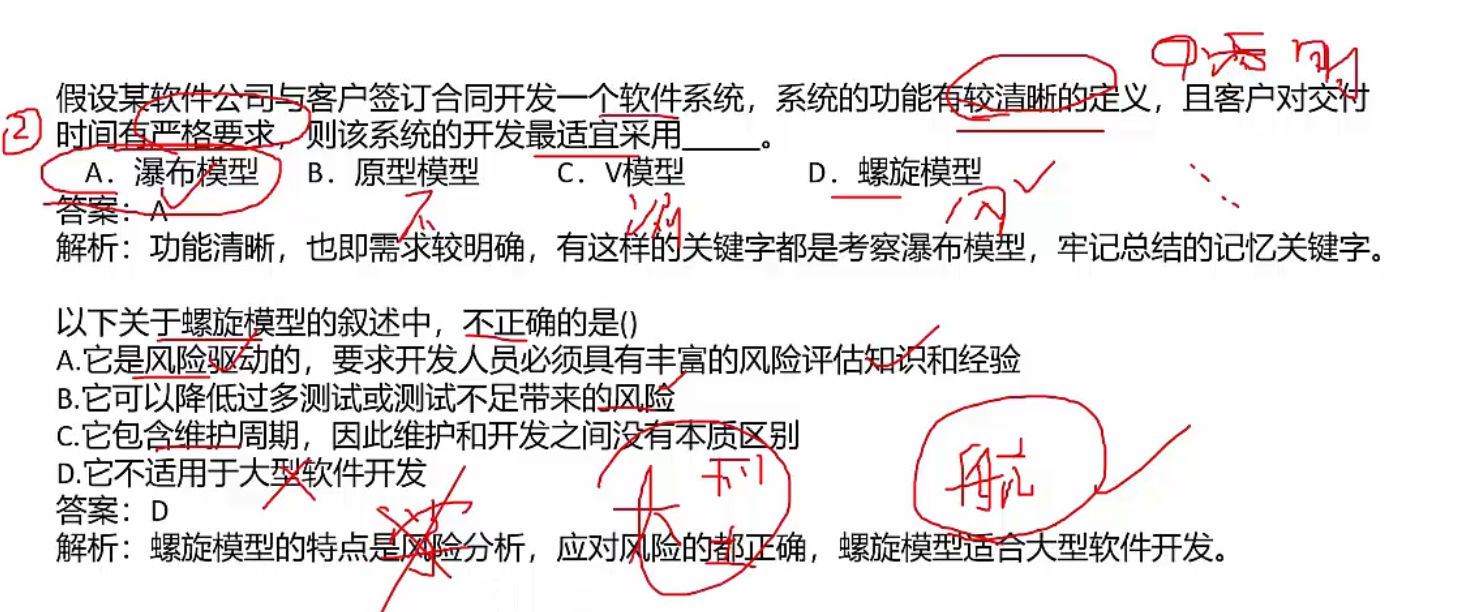 假设某软件公司与客户签订合同开发一个软件系统，系统的功能有较清晰的定义，且客户对交付
②时间有严格要求，则该系统的开发最适宜采用_____。
A．瀑布模型 B．原型模型 C．V模型 D．螺旋模型
答案：A
解析：功能清晰，也即需求较明确，有这样的关键字都是考察瀑布模型，牢记总结的记忆关键字。
以下关于螺旋模型的叙述中，不正确的是()
A.它是风险驱动的，要求开发人员必须具有丰富的风险评估知识和经验
B.它可以降低过多测试或测试不足带来的风险
C.它包含维护周期，因此维护和开发之间没有本质区别
D.它不适用于大型软件开发
大型
航
答案：D
解析：螺旋模型的特点是风险分析，应对风险的都正确，螺旋模型适合大型软件开发。